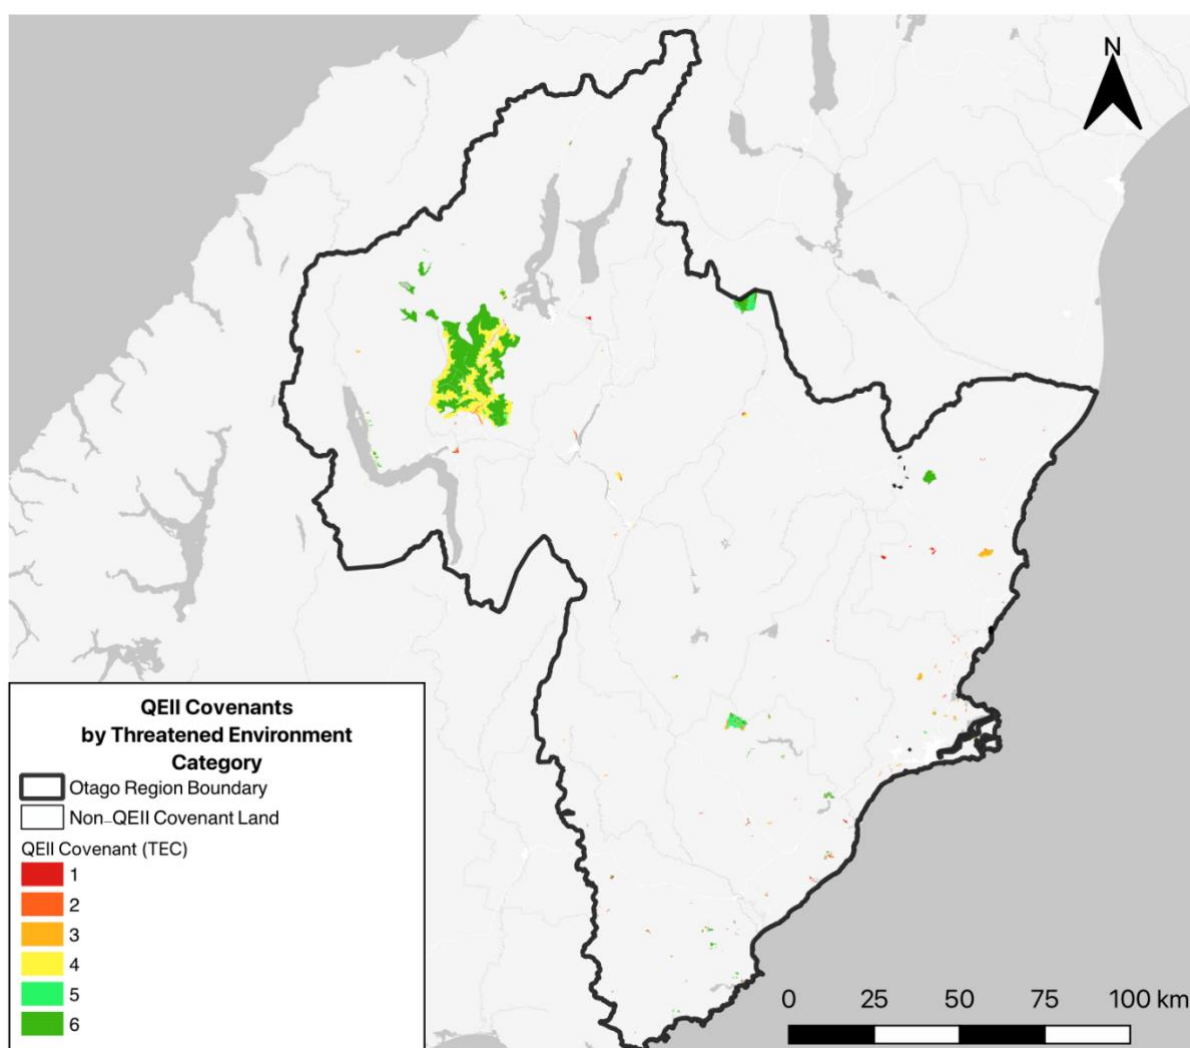 N
QEII Covenants
by Threatened Environment
Category
Otago Region Boundary
Non-QEII Covenant Land
QEII Covenant (TEC)
1
2
3
4
5
6
0 25 50 75 100 km